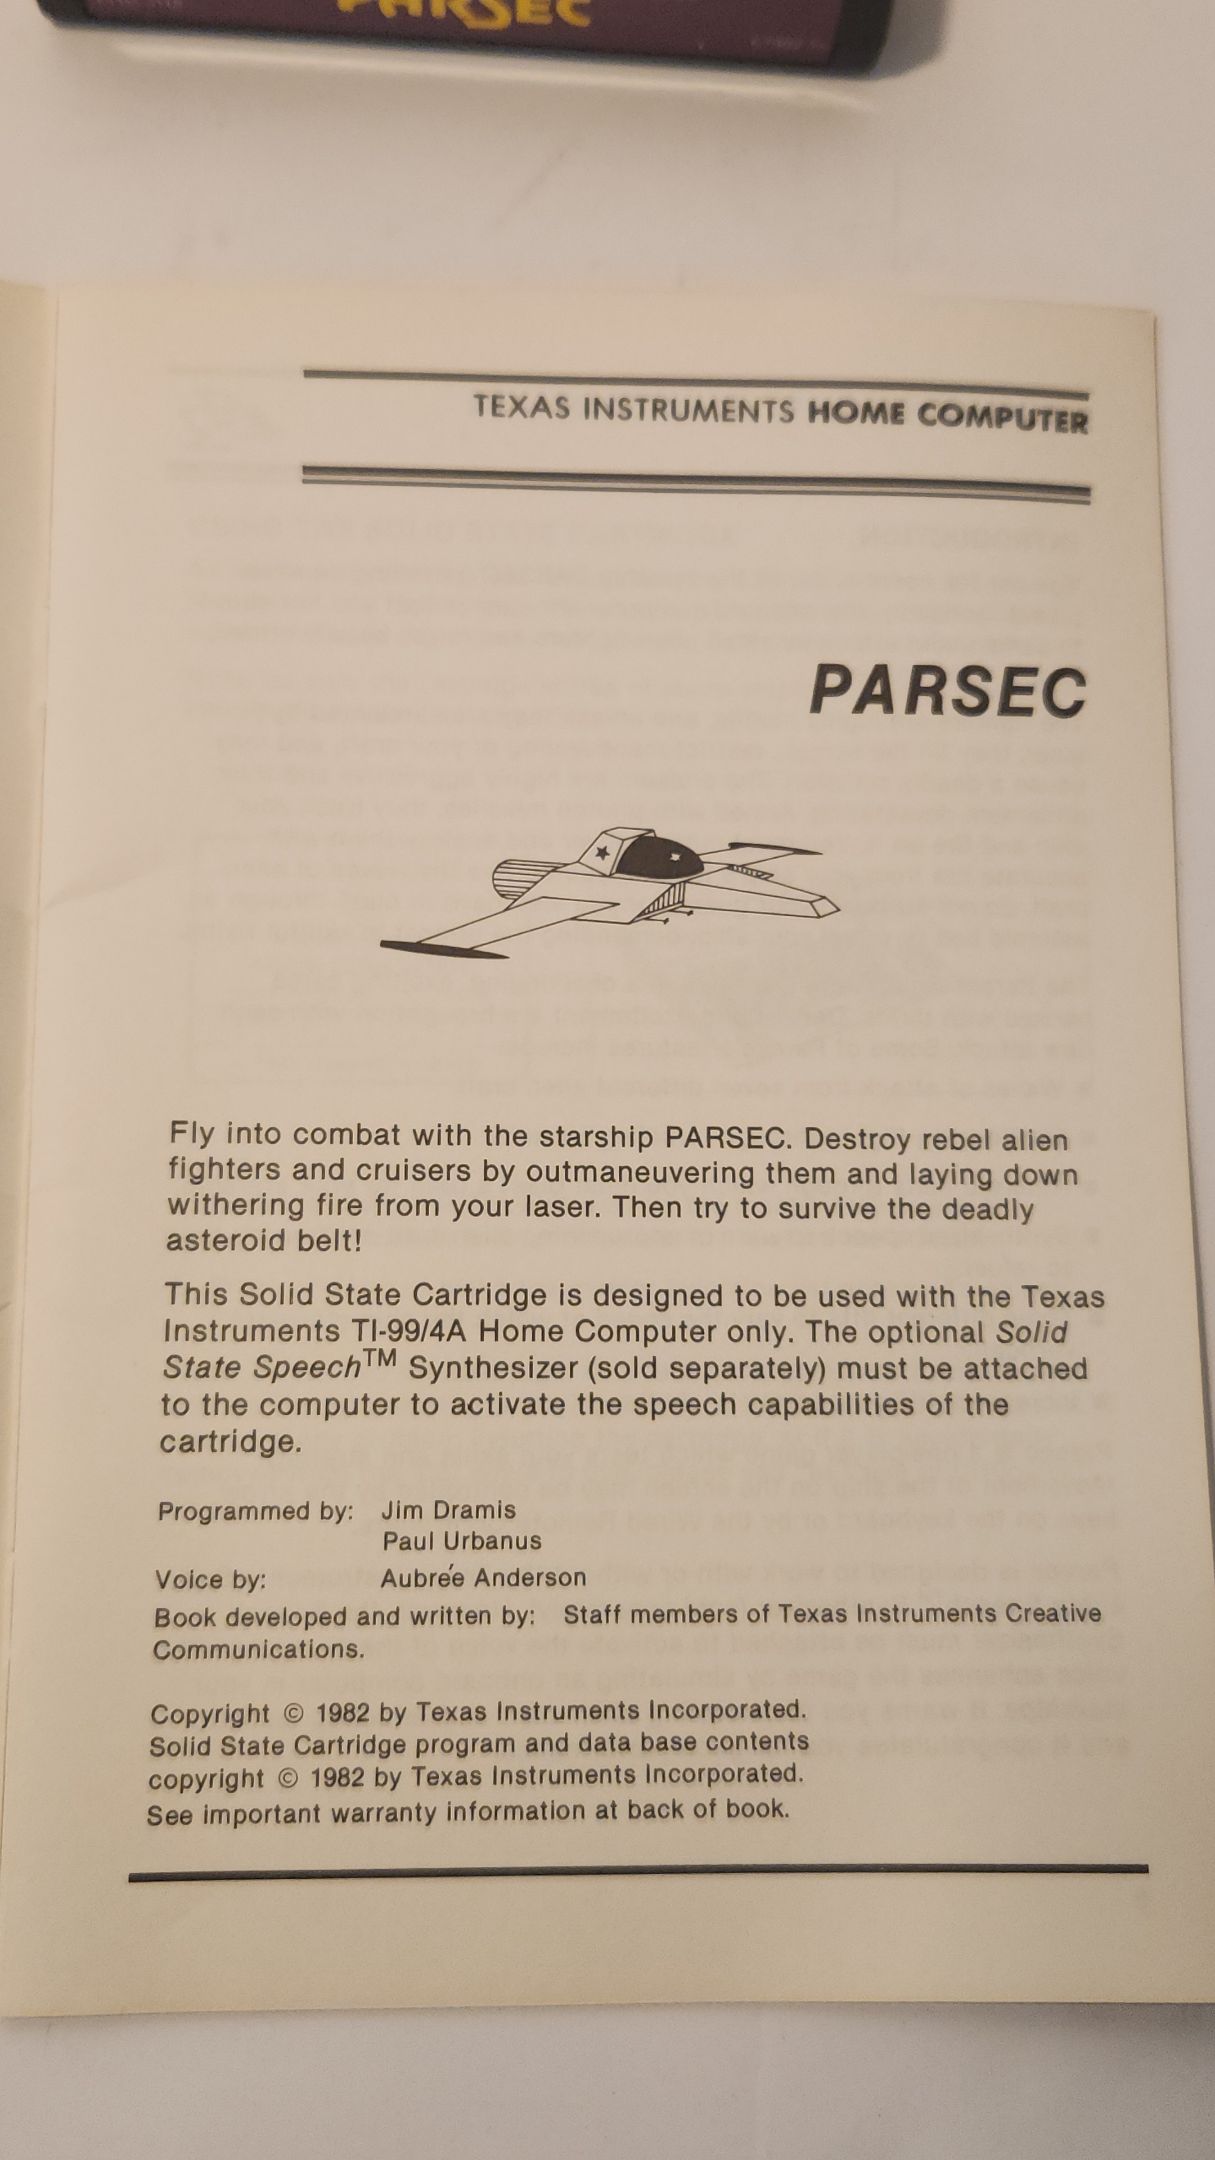 PARSEC
TEXAS INSTRUMENTS HOME COMPUTER
PARSEC
Fly into combat with the starship PARSEC. Destroy rebel alien
fighters and cruisers by outmaneuvering them and laying down
withering fire from your laser. Then try to survive the deadly
asteroid belt!
This Solid State Cartridge is designed to be used with the Texas
Instruments TI-99/4A Home Computer only. The optional Solid
State Speech™ Synthesizer (sold separately) must be attached
to the computer to activate the speech capabilities of the
cartridge.
Programmed by: Jim Dramis
Paul Urbanus
Voice by: Aubreé Anderson
Book developed and written by: Staff members of Texas Instruments Creative
Communications.
Copyright © 1982 by Texas Instruments Incorporated.
Solid State Cartridge program and data base contents
copyright © 1982 by Texas Instruments Incorporated.
See important warranty information at back of book.